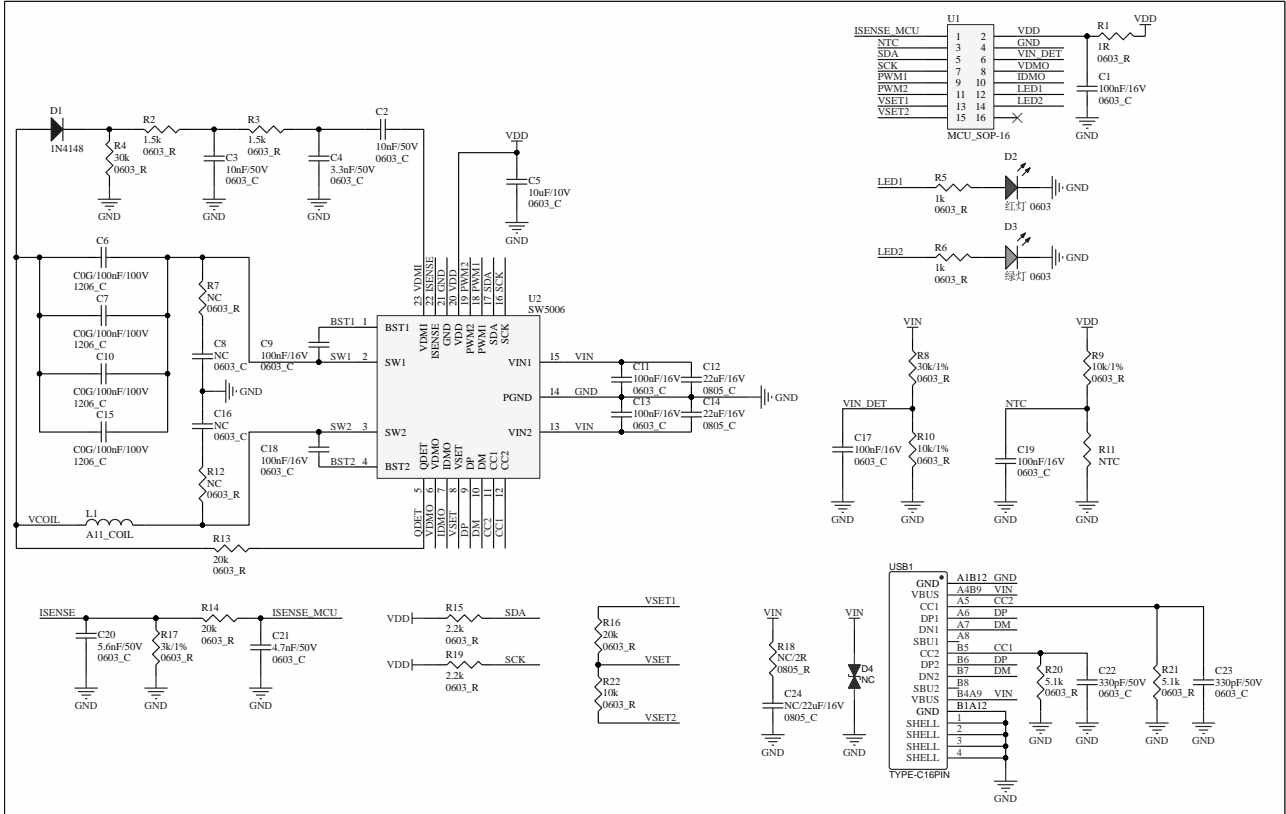 U1
ISENSE_MCU 1 2 VDD
NTC 3 4 GND
SDA 5 6 VIN_DET
SCK 7 8 VDMO
PWM1 9 10 IDMO
PWM2 11 12 LED1
VSET1 13 14 LED2
VSET2 15 16
MCU_SOP-16
R1
1R
0603_R
VDD
C1
100nF/16V
0603_C
GND
D1
1N4148
R2
1.5k
0603_R
R3
1.5k
0603_R
C2
10nF/50V
0603_C
R4
30k
0603_R
GND
C3
10nF/50V
0603_C
GND
C4
3.3nF/50V
0603_C
GND
VDD
C5
10uF/10V
0603_C
GND
LED1
R5
1k
0603_R
D2
红灯 0603
GND
LED2
R6
1k
0603_R
D3
绿灯 0603
GND
C6
C0G/100nF/100V
1206_C
C7
C0G/100nF/100V
1206_C
C10
C0G/100nF/100V
1206_C
C15
C0G/100nF/100V
1206_C
R7
NC
0603_R
C8
NC
0603_C
GND
C16
NC
0603_C
R12
NC
0603_R
C9
100nF/16V
0603_C
C18
100nF/16V
0603_C
U2
SW5006
23 VDMI
22 ISENSE
21 GND
20 VDD
19 PWM2
18 PWM1
17 SDA
16 SCK
VDMI
ISENSE
GND
VDD
PWM2
PWM1
SDA
SCK
BST1 1 BST1
SW1 2 SW1
SW2 3 SW2
BST2 4 BST2
VIN1 15 VIN
PGND 14 GND
VIN2 13 VIN
QDET
VDMO
IDMO
VSET
DP
DM
CC1
CC2
QDET 5
VDMO 6
IDMO 7
VSET 8
DP 9
DM 10
CC2 11
CC1 12
C11
100nF/16V
0603_C
C13
100nF/16V
0603_C
C12
22uF/16V
0805_C
C14
22uF/16V
0805_C
GND
VCOIL
L1
A11_COIL
R13
20k
0603_R
VIN
R8
30k/1%
0603_R
VIN_DET
C17
100nF/16V
0603_C
GND
R10
10k/1%
0603_R
GND
VDD
R9
10k/1%
0603_R
NTC
C19
100nF/16V
0603_C
GND
R11
NTC
GND
ISENSE
C20
5.6nF/50V
0603_C
GND
R17
3k/1%
0603_R
GND
R14
20k
0603_R
ISENSE_MCU
C21
4.7nF/50V
0603_C
GND
VDD
R15
2.2k
0603_R
SDA
VDD
R19
2.2k
0603_R
SCK
VSET1
R16
20k
0603_R
VSET
R22
10k
0603_R
VSET2
VIN
R18
NC/2R
0805_R
C24
NC/22uF/16V
0805_C
GND
VIN
D4
NC
GND
USB1
GND A1B12 GND
VBUS A4B9 VIN
CC1 A5 CC2
DP1 A6 DP
DN1 A7 DM
SBU1 A8
CC2 B5 CC1
DP2 B6 DP
DN2 B7 DM
SBU2 B8
VBUS B4A9 VIN
GND B1A12
SHELL 1
SHELL 2
SHELL 3
SHELL 4
TYPE-C16PIN
GND
R20
5.1k
0603_R
GND
C22
330pF/50V
0603_C
GND
R21
5.1k
0603_R
GND
C23
330pF/50V
0603_C
GND